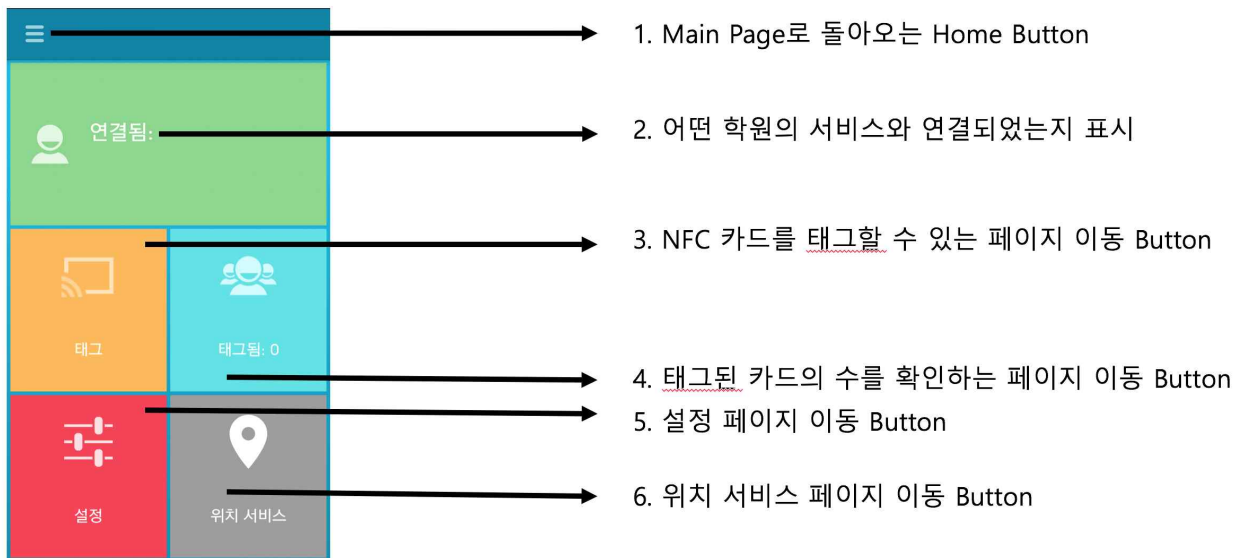 1. Main Page로 돌아오는 Home Button
연결됨:
2. 어떤 학원의 서비스와 연결되었는지 표시
3. NFC 카드를 태그할 수 있는 페이지 이동 Button
태그
태그됨: 0
4. 태그된 카드의 수를 확인하는 페이지 이동 Button
5. 설정 페이지 이동 Button
6. 위치 서비스 페이지 이동 Button
설정
위치 서비스